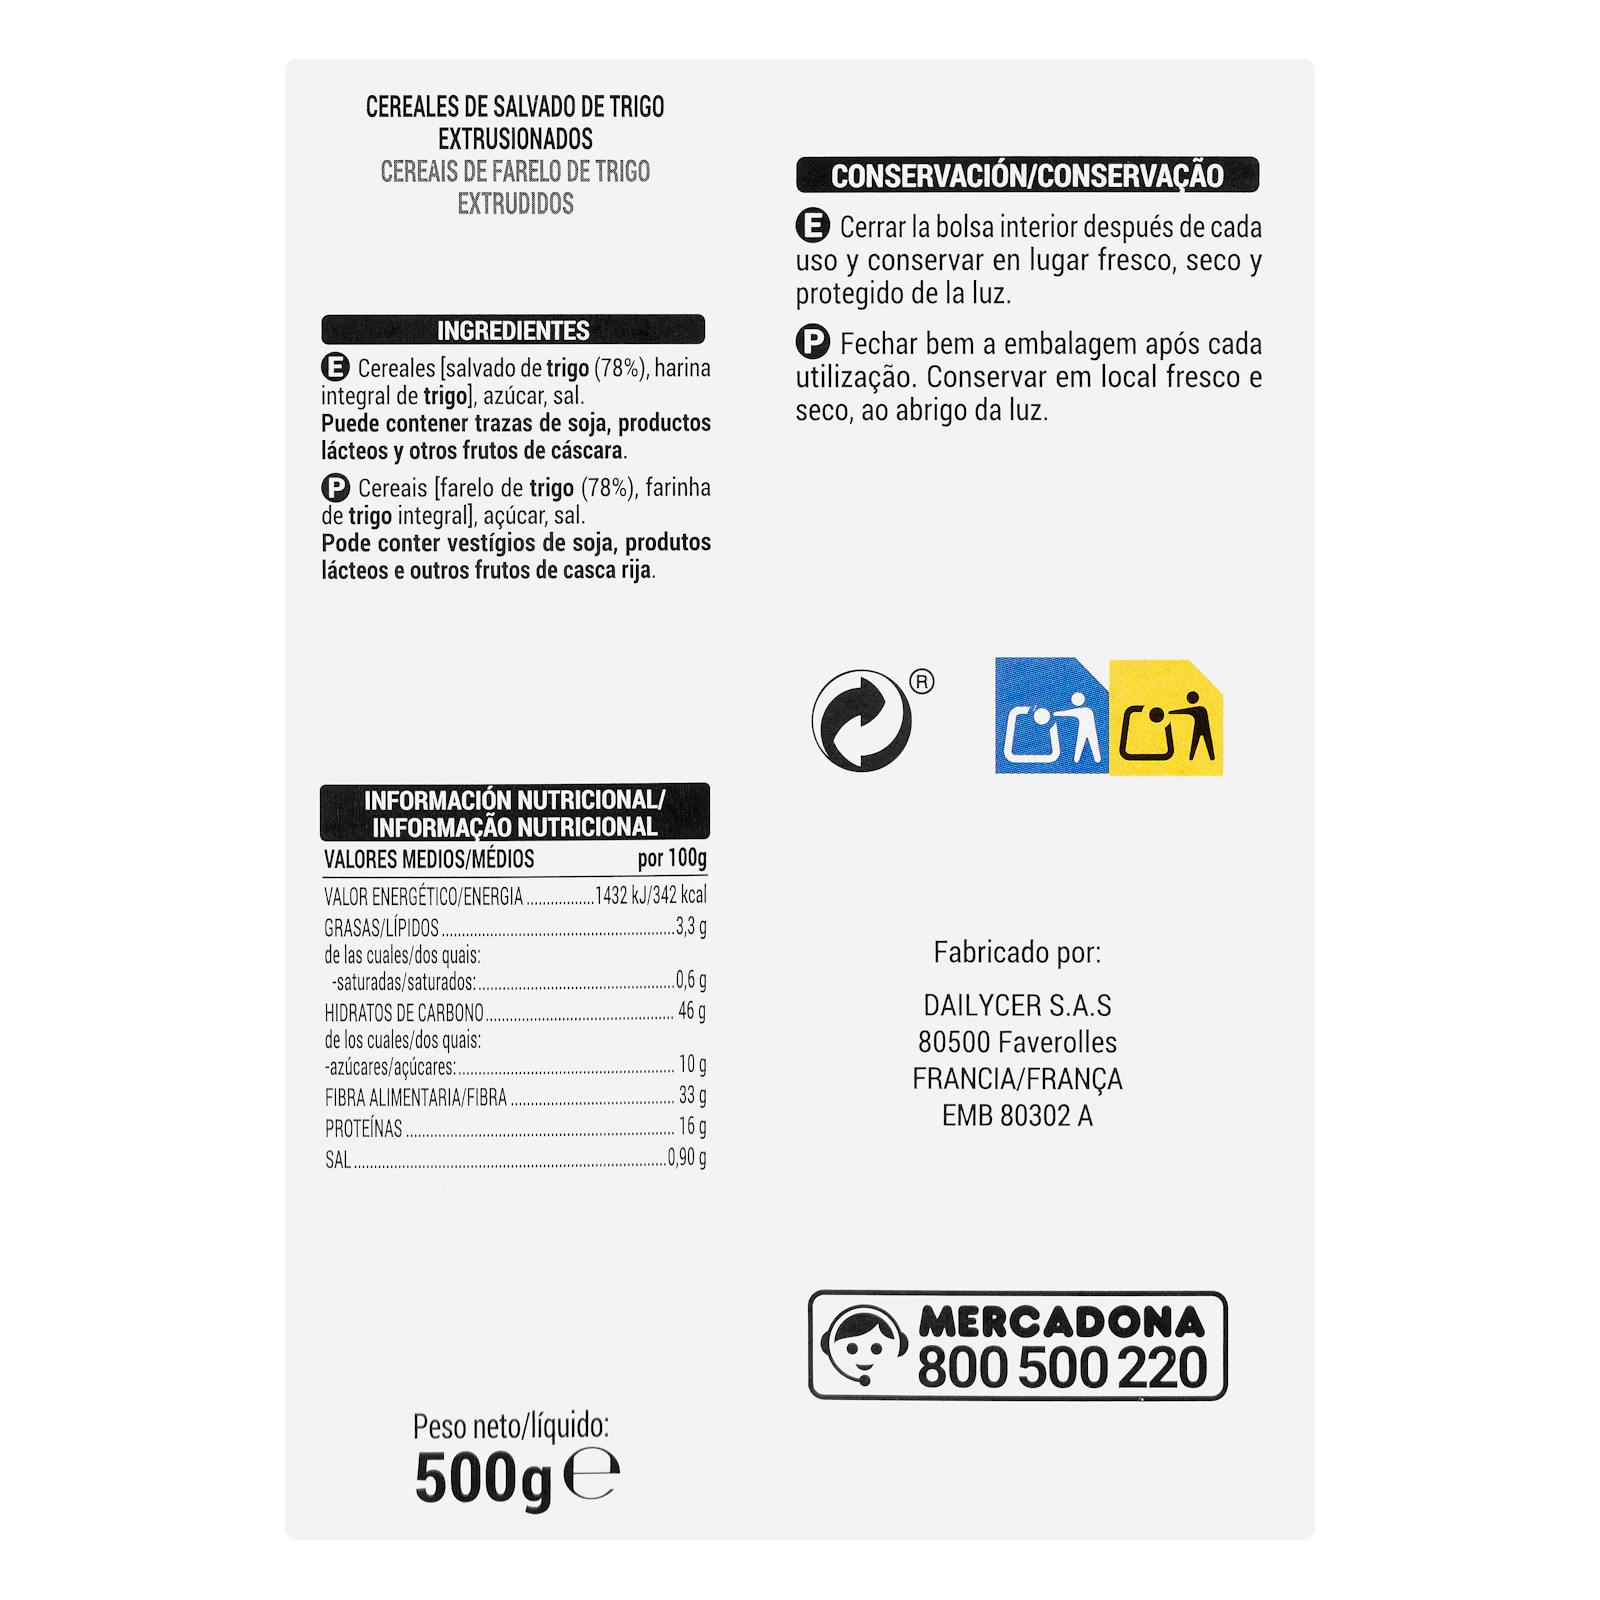 CEREALES DE SALVADO DE TRIGO
EXTRUSIONADOS
CEREAIS DE FARELO DE TRIGO
EXTRUDIDOS
INGREDIENTES
E Cereales [salvado de trigo (78%), harina
integral de trigo], azúcar, sal.
Puede contener trazas de soja, productos
lácteos y otros frutos de cáscara.
P Cereais [farelo de trigo (78%), farinha
de trigo integral], açúcar, sal.
Pode conter vestígios de soja, produtos
lácteos e outros frutos de casca rija.
INFORMACIÓN NUTRICIONAL/
INFORMAÇÃO NUTRICIONAL
VALORES MEDIOS/MÉDIOS por 100g
VALOR ENERGÉTICO/ENERGIA ................. 1432 kJ/342 kcal
GRASAS/LÍPIDOS ................. 3,3 g
de las cuales/dos quais:
-saturadas/saturados: ................. 0,6 g
HIDRATOS DE CARBONO ................. 46 g
de los cuales/dos quais:
-azúcares/açúcares: ................. 10 g
FIBRA ALIMENTARIA/FIBRA ................. 33 g
PROTEÍNAS ................. 16 g
SAL ................. 0,90 g
Peso neto/líquido:
500g ℮
CONSERVACIÓN/CONSERVAÇÃO
E Cerrar la bolsa interior después de cada
uso y conservar en lugar fresco, seco y
protegido de la luz.
P Fechar bem a embalagem após cada
utilização. Conservar em local fresco e
seco, ao abrigo da luz.
®
Fabricado por:
DAILYCER S.A.S
80500 Faverolles
FRANCIA/FRANÇA
EMB 80302 A
MERCADONA
800 500 220